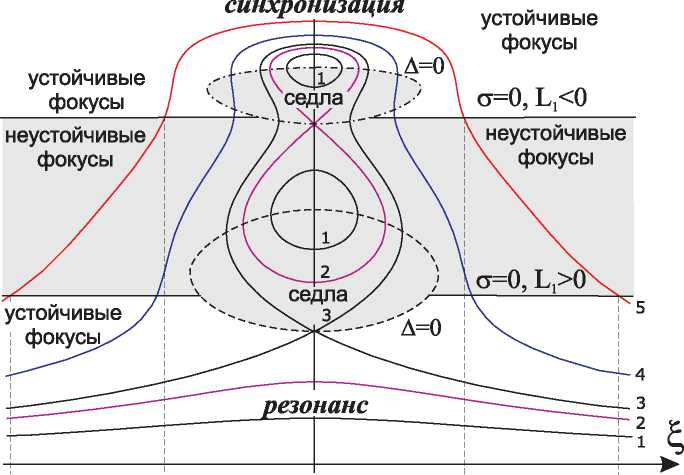 синхронизация
устойчивые
фокусы
устойчивые
фокусы
Δ=0
1
седла
σ=0, L₁<0
неустойчивые
фокусы
неустойчивые
фокусы
1
2
седла
σ=0, L₁>0
3
устойчивые
фокусы
Δ=0
5
4
3
резонанс
2
1
ξ